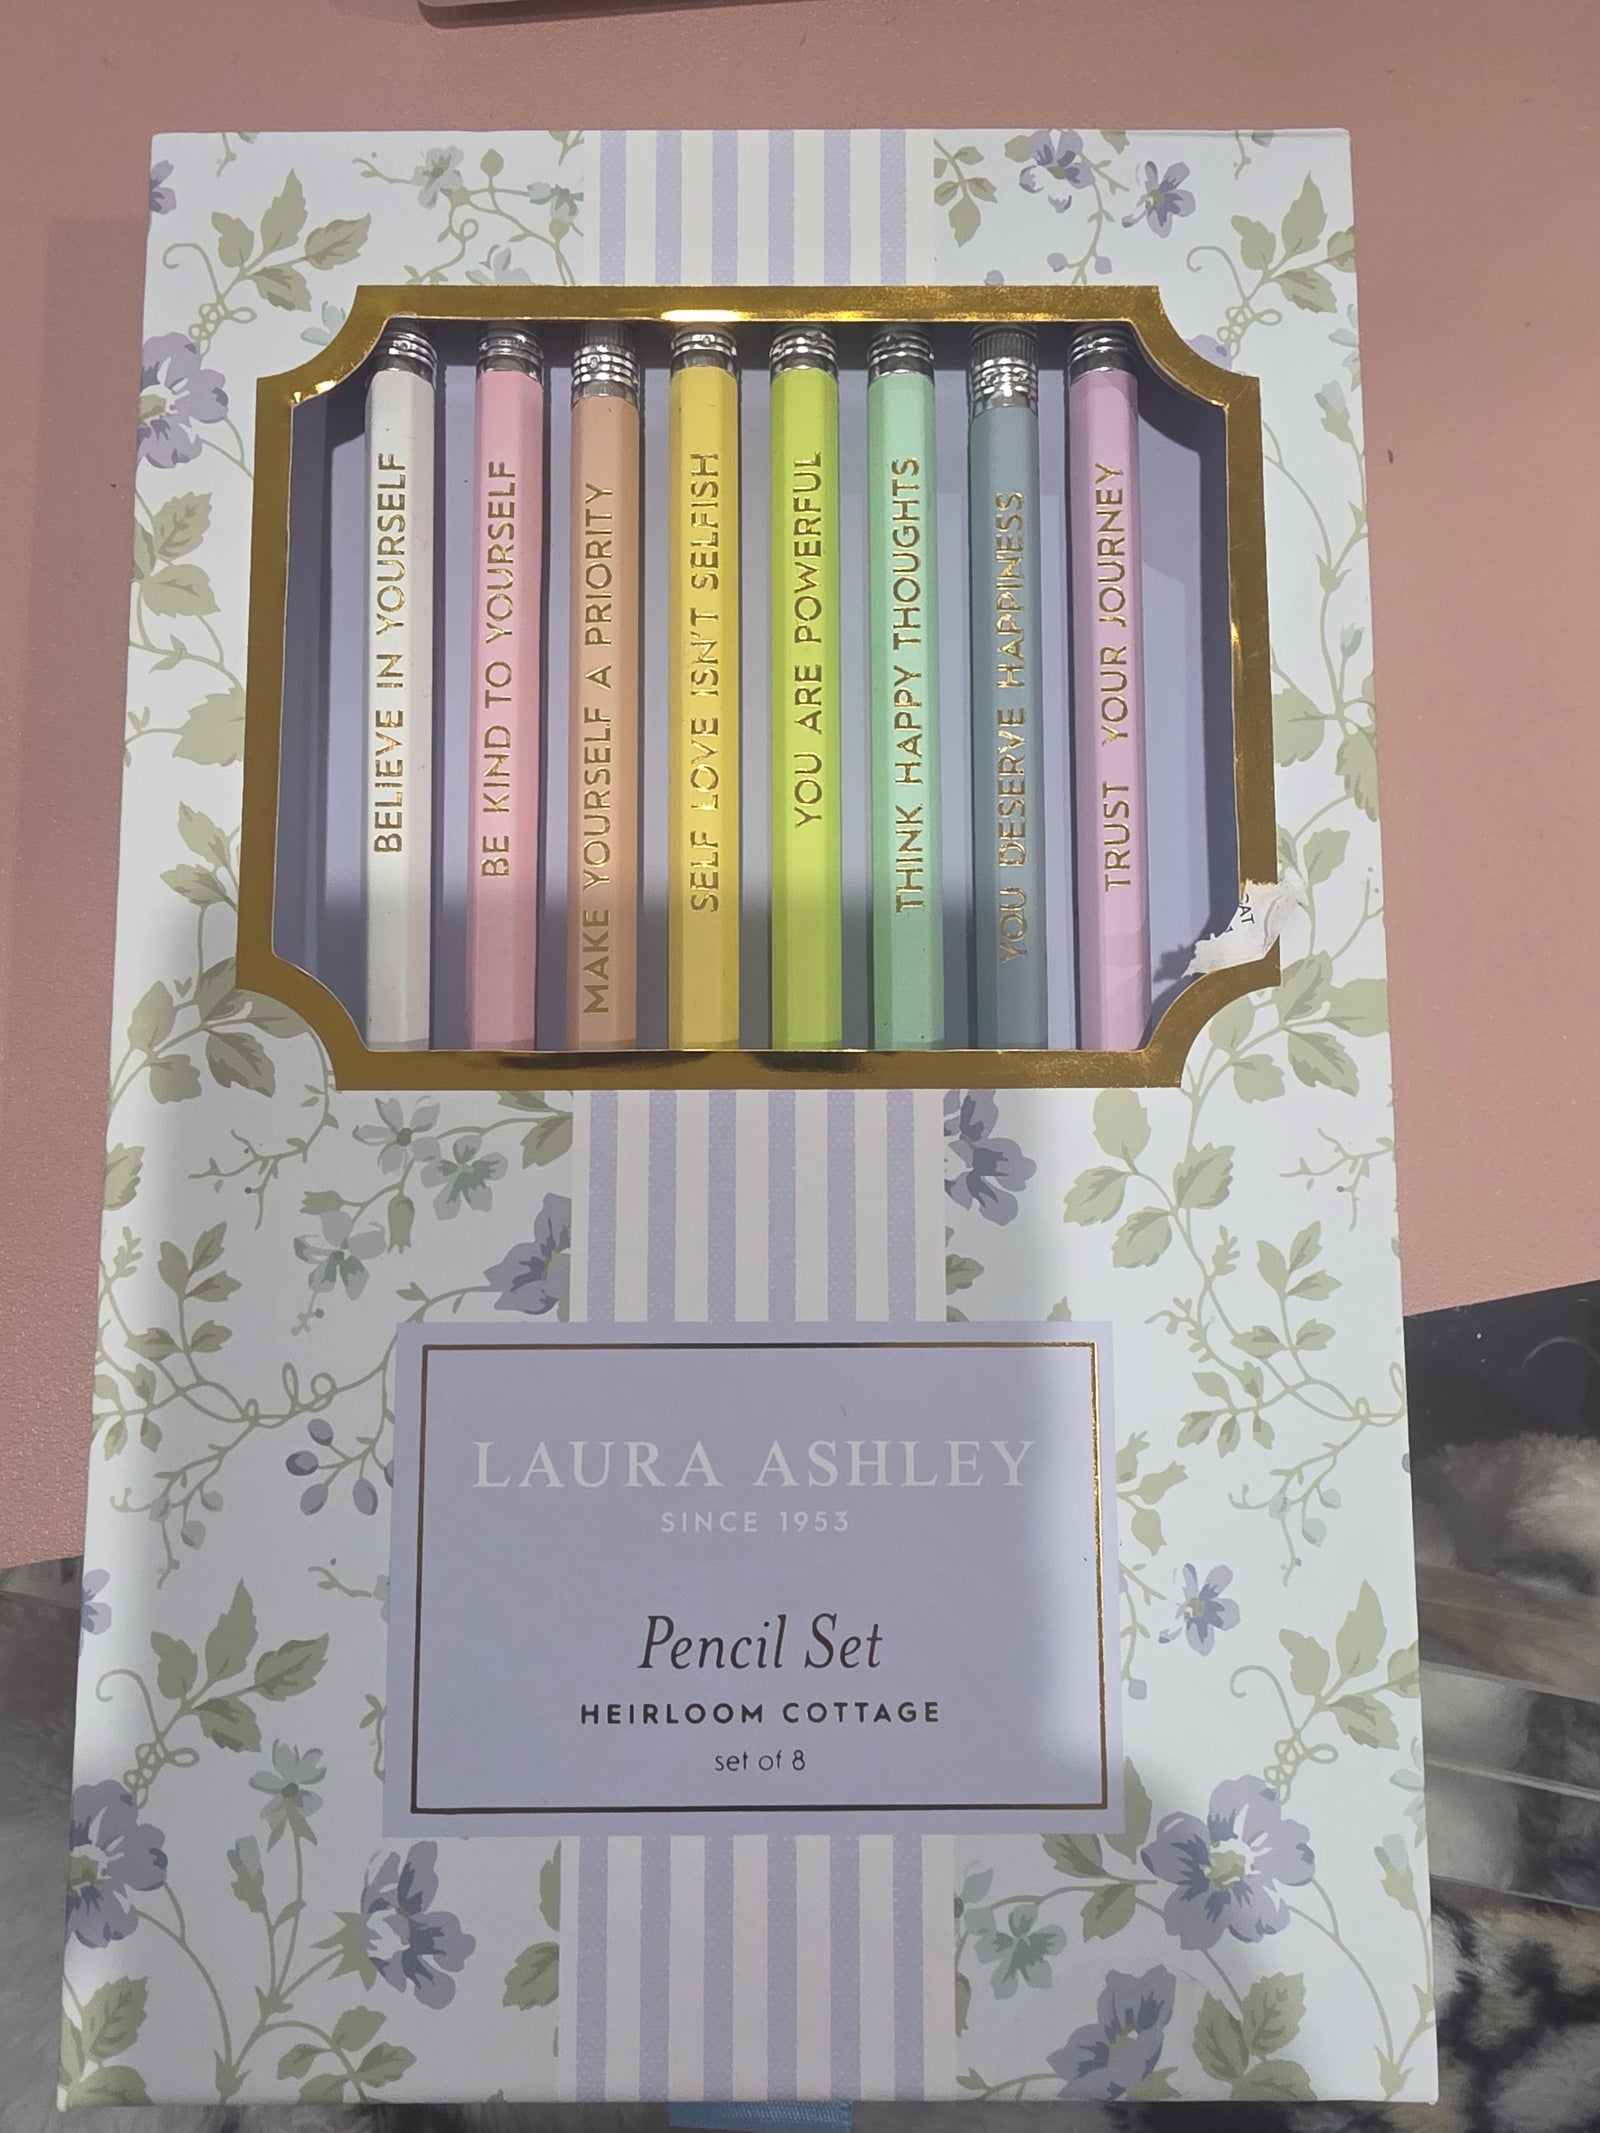 BELIEVE IN YOURSELF
BE KIND TO YOURSELF
MAKE YOURSELF A PRIORITY
SELF LOVE ISN'T SELFISH
YOU ARE POWERFUL
THINK HAPPY THOUGHTS
YOU DESERVE HAPPINESS
TRUST YOUR JOURNEY
LAURA ASHLEY
SINCE 1953
Pencil Set
HEIRLOOM COTTAGE
set of 8